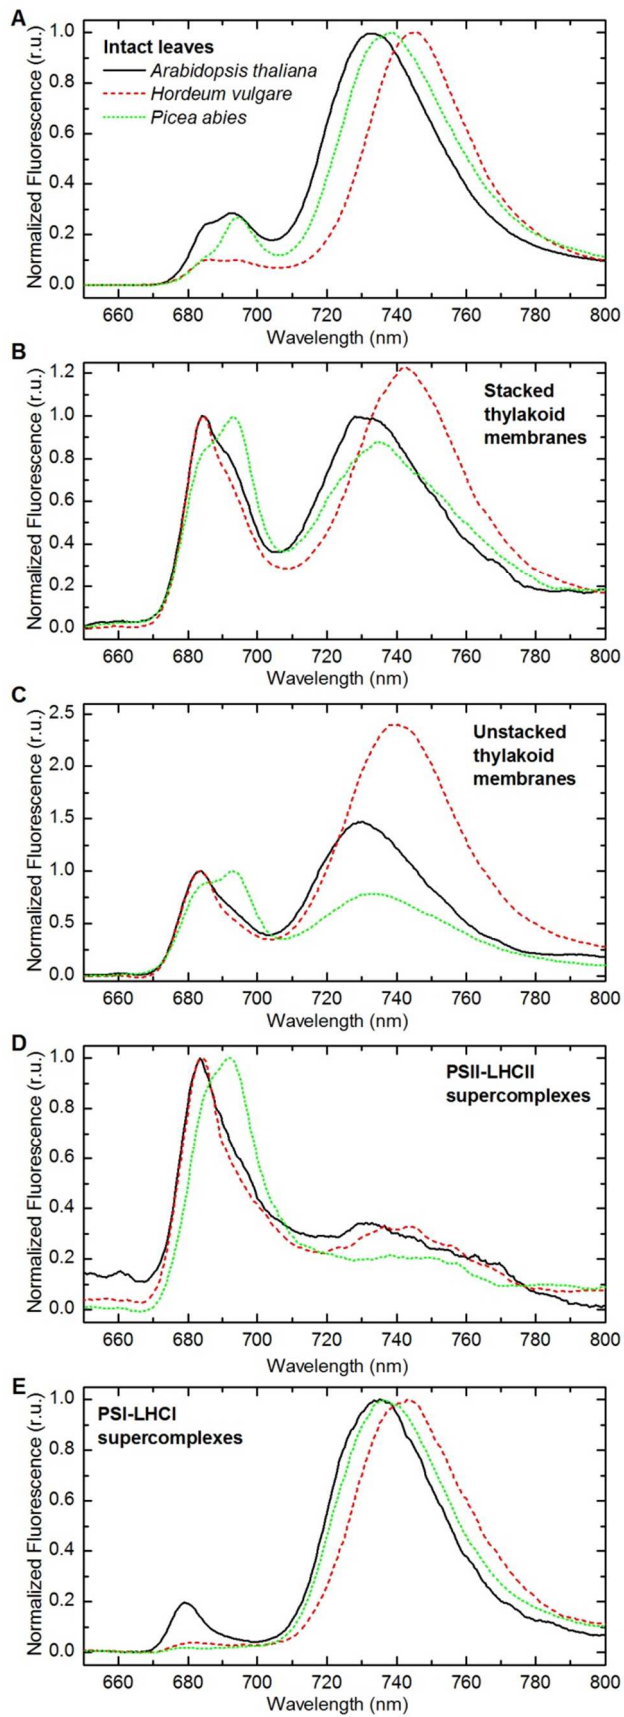 A
Normalized Fluorescence (r.u.)
1.0
0.8
0.6
0.4
0.2
0.0
Intact leaves
Arabidopsis thaliana
Hordeum vulgare
Picea abies
660 680 700 720 740 760 780 800
Wavelength (nm)
B
Normalized Fluorescence (r.u.)
1.2
1.0
0.8
0.6
0.4
0.2
0.0
Stacked
thylakoid
membranes
660 680 700 720 740 760 780 800
Wavelength (nm)
C
Normalized Fluorescence (r.u.)
2.5
2.0
1.5
1.0
0.5
0.0
Unstacked
thylakoid
membranes
660 680 700 720 740 760 780 800
Wavelength (nm)
D
Normalized Fluorescence (r.u.)
1.0
0.8
0.6
0.4
0.2
0.0
PSII-LHCII
supercomplexes
660 680 700 720 740 760 780 800
Wavelength (nm)
E
Normalized Fluorescence (r.u.)
1.0
0.8
0.6
0.4
0.2
0.0
PSI-LHCI
supercomplexes
660 680 700 720 740 760 780 800
Wavelength (nm)